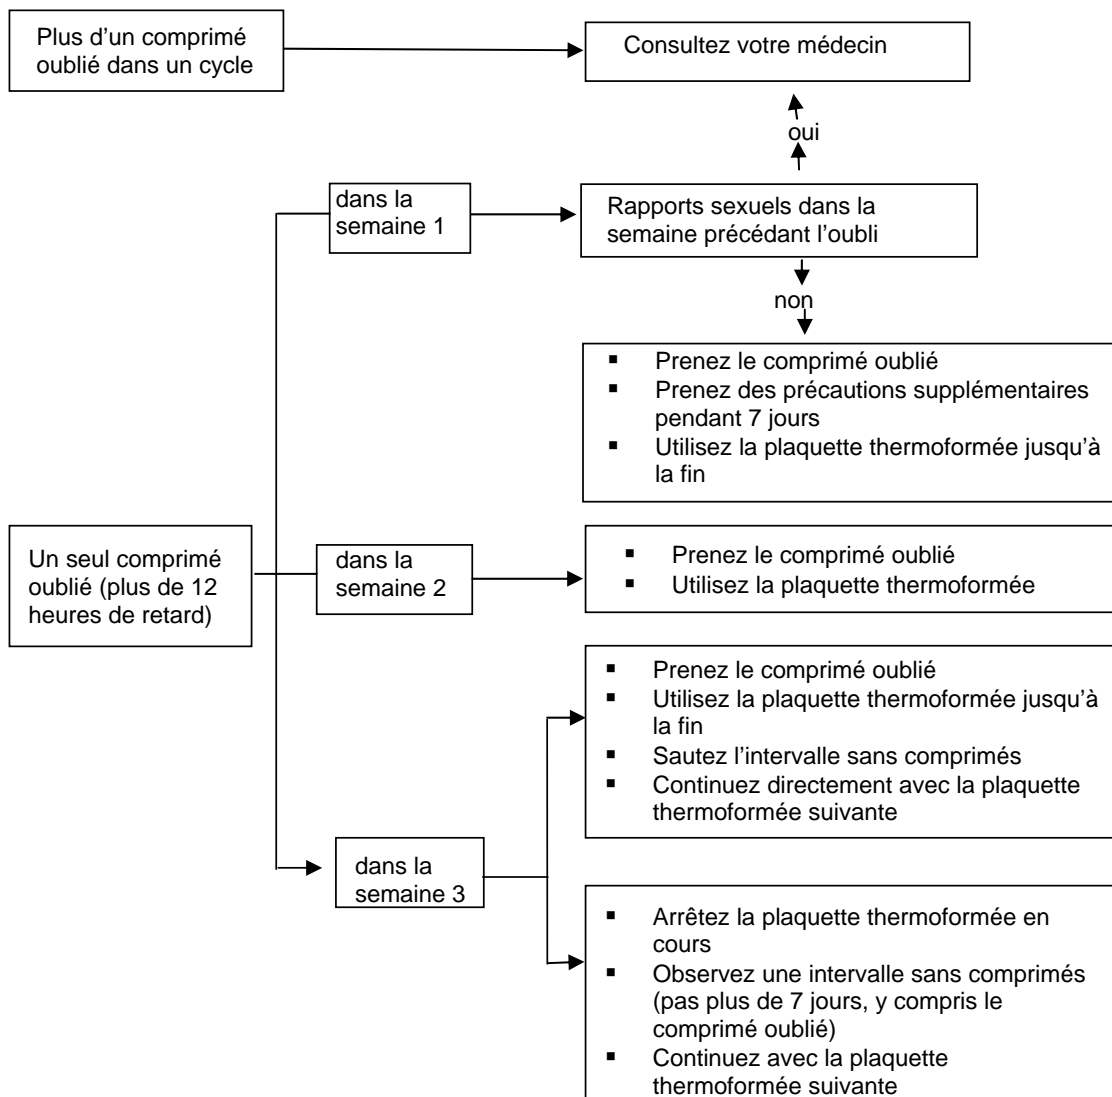 Plus d’un comprimé
oublié dans un cycle
Consultez votre médecin
oui
dans la
semaine 1
Rapports sexuels dans la
semaine précédant l’oubli
non
▪ Prenez le comprimé oublié
▪ Prenez des précautions supplémentaires
pendant 7 jours
▪ Utilisez la plaquette thermoformée jusqu’à
la fin
Un seul comprimé
oublié (plus de 12
heures de retard)
dans la
semaine 2
▪ Prenez le comprimé oublié
▪ Utilisez la plaquette thermoformée
▪ Prenez le comprimé oublié
▪ Utilisez la plaquette thermoformée jusqu’à
la fin
▪ Sautez l’intervalle sans comprimés
▪ Continuez directement avec la plaquette
thermoformée suivante
dans la
semaine 3
▪ Arrêtez la plaquette thermoformée en
cours
▪ Observez une intervalle sans comprimés
(pas plus de 7 jours, y compris le
comprimé oublié)
▪ Continuez avec la plaquette
thermoformée suivante